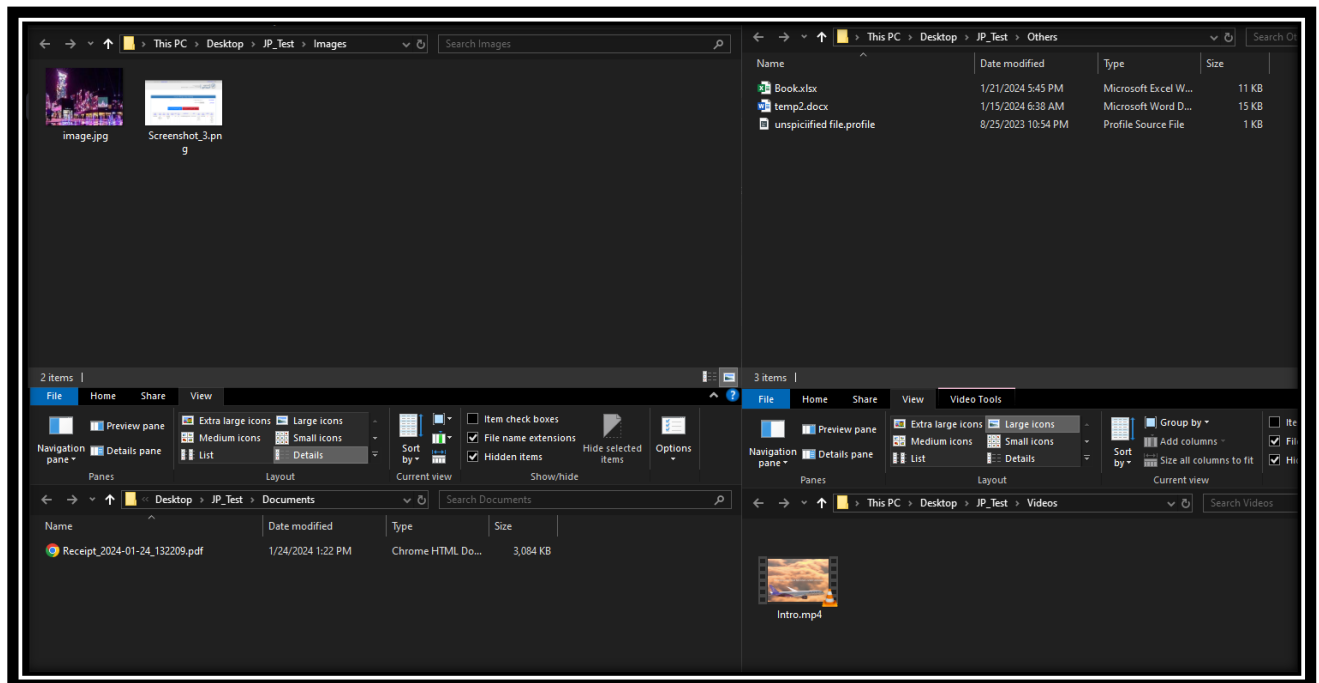 This PC > Desktop > JP_Test > Images
Search Images
image.jpg
Screenshot_3.pn
g
2 items
This PC > Desktop > JP_Test > Others
Search Ot
Name Date modified Type Size
Book.xlsx 1/21/2024 5:45 PM Microsoft Excel W... 11 KB
temp2.docx 1/15/2024 6:38 AM Microsoft Word D... 15 KB
unspiciified file.profile 8/25/2023 10:54 PM Profile Source File 1 KB
3 items
File Home Share View
Navigation
pane
Preview pane
Details pane
Panes
Extra large icons Large icons
Medium icons Small icons
List Details
Layout
Sort
by
Current view
Item check boxes
File name extensions
Hidden items
Hide selected
items
Show/hide
Options
« Desktop > JP_Test > Documents
Search Documents
Name Date modified Type Size
Receipt_2024-01-24_132209.pdf 1/24/2024 1:22 PM Chrome HTML Do... 3,084 KB
File Home Share View Video Tools
Navigation
pane
Preview pane
Details pane
Panes
Extra large icons Large icons
Medium icons Small icons
List Details
Layout
Sort
by
Group by
Add columns
Size all columns to fit
Current view
Ite
Fil
Hi
This PC > Desktop > JP_Test > Videos
Search Videos
Intro.mp4